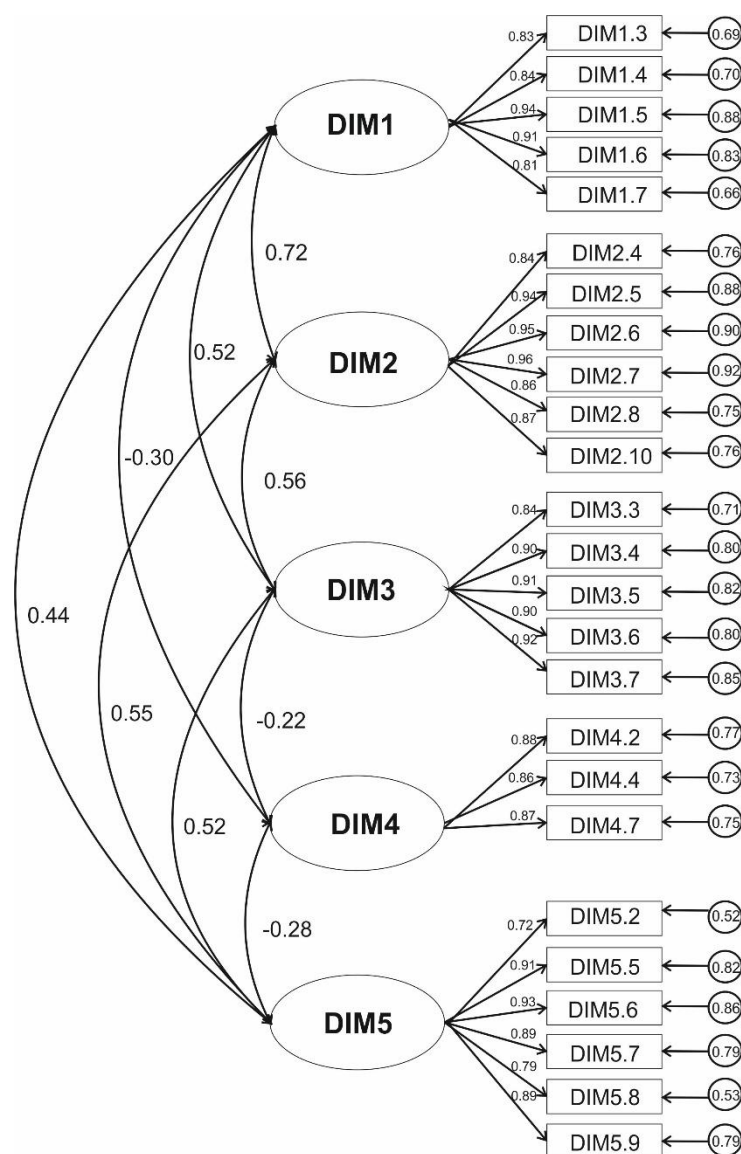 0.83 DIM1.3 0.69
0.84 DIM1.4 0.70
DIM1
0.94 DIM1.5 0.88
0.91 DIM1.6 0.83
0.81 DIM1.7 0.66
0.72
0.84 DIM2.4 0.76
0.94 DIM2.5 0.88
0.52
0.95 DIM2.6 0.90
DIM2
0.96 DIM2.7 0.92
0.86 DIM2.8 0.75
0.87 DIM2.10 0.76
-0.30
0.56
0.84 DIM3.3 0.71
0.90 DIM3.4 0.80
DIM3
0.91 DIM3.5 0.82
0.90 DIM3.6 0.80
0.92 DIM3.7 0.85
0.44
0.55
-0.22
0.88 DIM4.2 0.77
0.86 DIM4.4 0.73
0.52
DIM4
0.87 DIM4.7 0.75
-0.28
0.72 DIM5.2 0.52
0.91 DIM5.5 0.82
0.93 DIM5.6 0.86
DIM5
0.89 DIM5.7 0.79
0.79 DIM5.8 0.53
0.89 DIM5.9 0.79